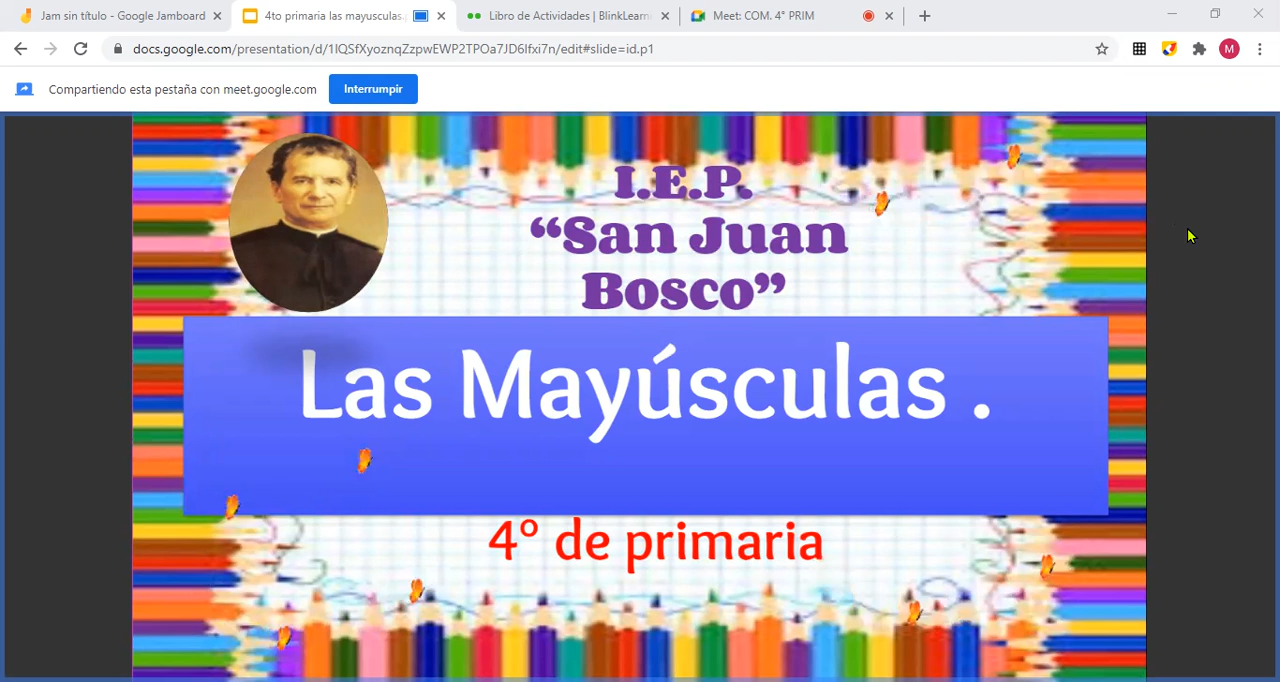 Jam sin título - Google Jamboard
4to primaria las mayusculas.
Libro de Actividades | BlinkLearn
Meet: COM. 4° PRIM
docs.google.com/presentation/d/1IQSfXyoznqZzpwEWP2TPOa7JD6Ifxi7n/edit#slide=id.p1
M
Compartiendo esta pestaña con meet.google.com
Interrumpir
I.E.P.
“San Juan
Bosco”
Las Mayúsculas .
4° de primaria